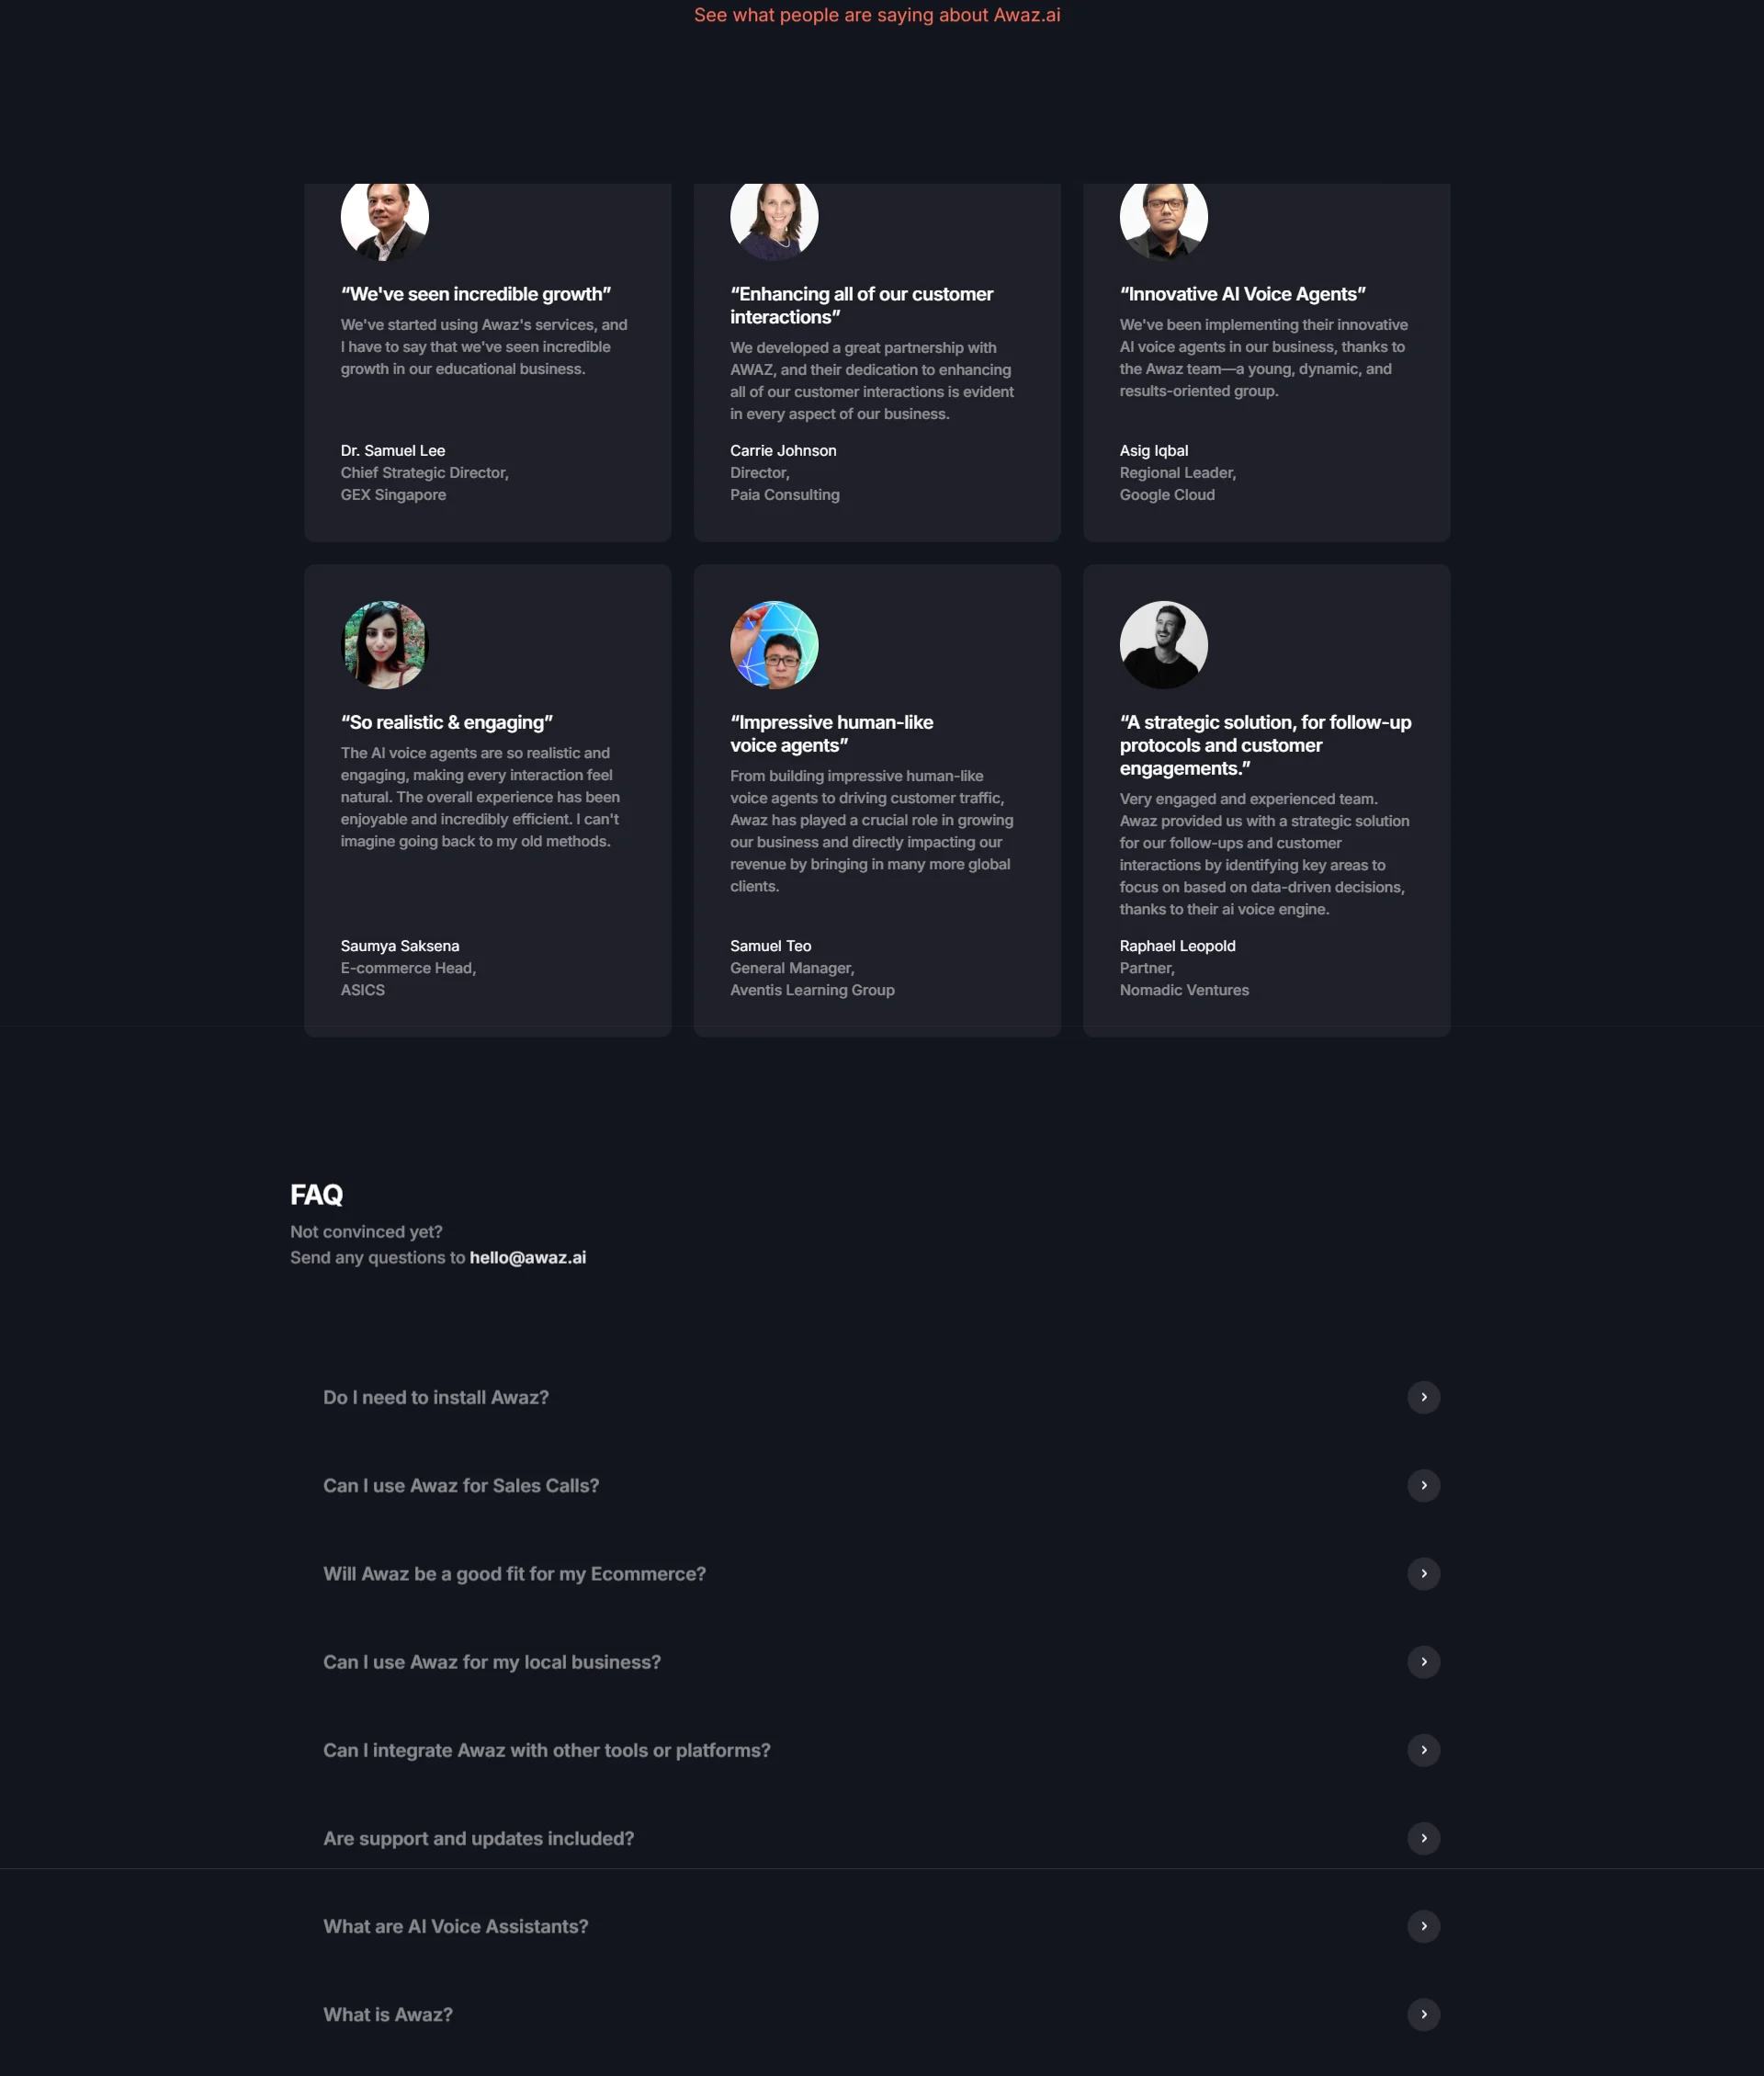 See what people are saying about Awaz.ai
“We've seen incredible growth”
We've started using Awaz's services, and
I have to say that we've seen incredible
growth in our educational business.
Dr. Samuel Lee
Chief Strategic Director,
GEX Singapore
“Enhancing all of our customer
interactions”
We developed a great partnership with
AWAZ, and their dedication to enhancing
all of our customer interactions is evident
in every aspect of our business.
Carrie Johnson
Director,
Paia Consulting
“Innovative AI Voice Agents”
We've been implementing their innovative
AI voice agents in our business, thanks to
the Awaz team—a young, dynamic, and
results-oriented group.
Asig Iqbal
Regional Leader,
Google Cloud
“So realistic & engaging”
The AI voice agents are so realistic and
engaging, making every interaction feel
natural. The overall experience has been
enjoyable and incredibly efficient. I can't
imagine going back to my old methods.
Saumya Saksena
E-commerce Head,
ASICS
“Impressive human-like
voice agents”
From building impressive human-like
voice agents to driving customer traffic,
Awaz has played a crucial role in growing
our business and directly impacting our
revenue by bringing in many more global
clients.
Samuel Teo
General Manager,
Aventis Learning Group
“A strategic solution, for follow-up
protocols and customer
engagements.”
Very engaged and experienced team.
Awaz provided us with a strategic solution
for our follow-ups and customer
interactions by identifying key areas to
focus on based on data-driven decisions,
thanks to their ai voice engine.
Raphael Leopold
Partner,
Nomadic Ventures
FAQ
Not convinced yet?
Send any questions to hello@awaz.ai
Do I need to install Awaz?
Can I use Awaz for Sales Calls?
Will Awaz be a good fit for my Ecommerce?
Can I use Awaz for my local business?
Can I integrate Awaz with other tools or platforms?
Are support and updates included?
What are AI Voice Assistants?
What is Awaz?